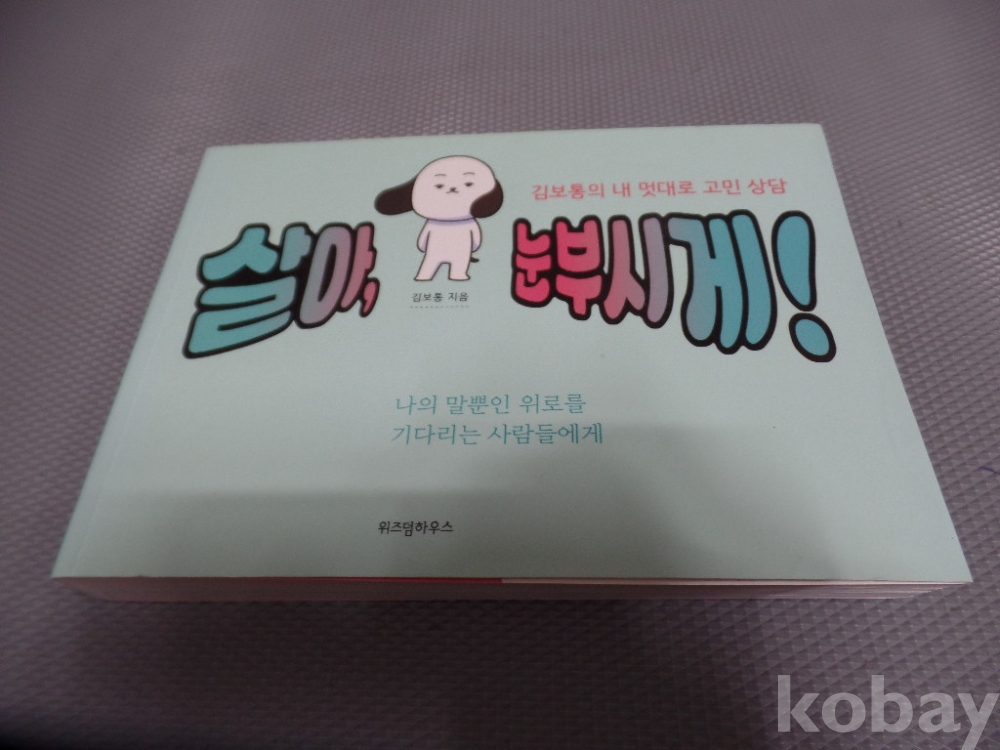 김보통의 내 멋대로 고민 상담
살아, 눈부시게!
김보통 지음
나의 말뿐인 위로를
기다리는 사람들에게
위즈덤하우스
kobay